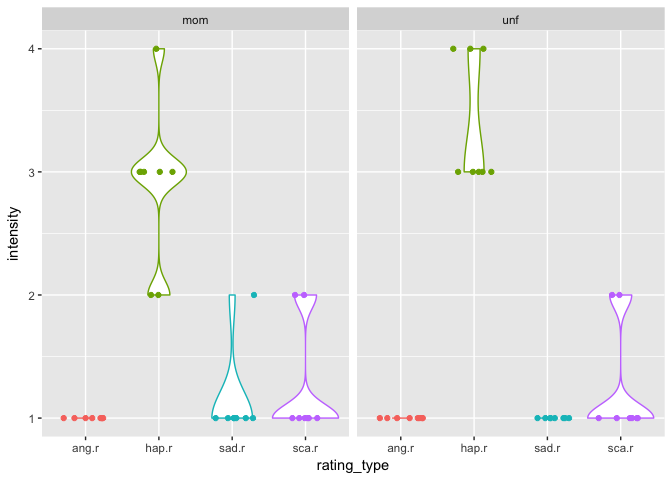 mom unf
intensity
4
3
2
1
ang.r hap.r sad.r sca.r ang.r hap.r sad.r sca.r
rating_type